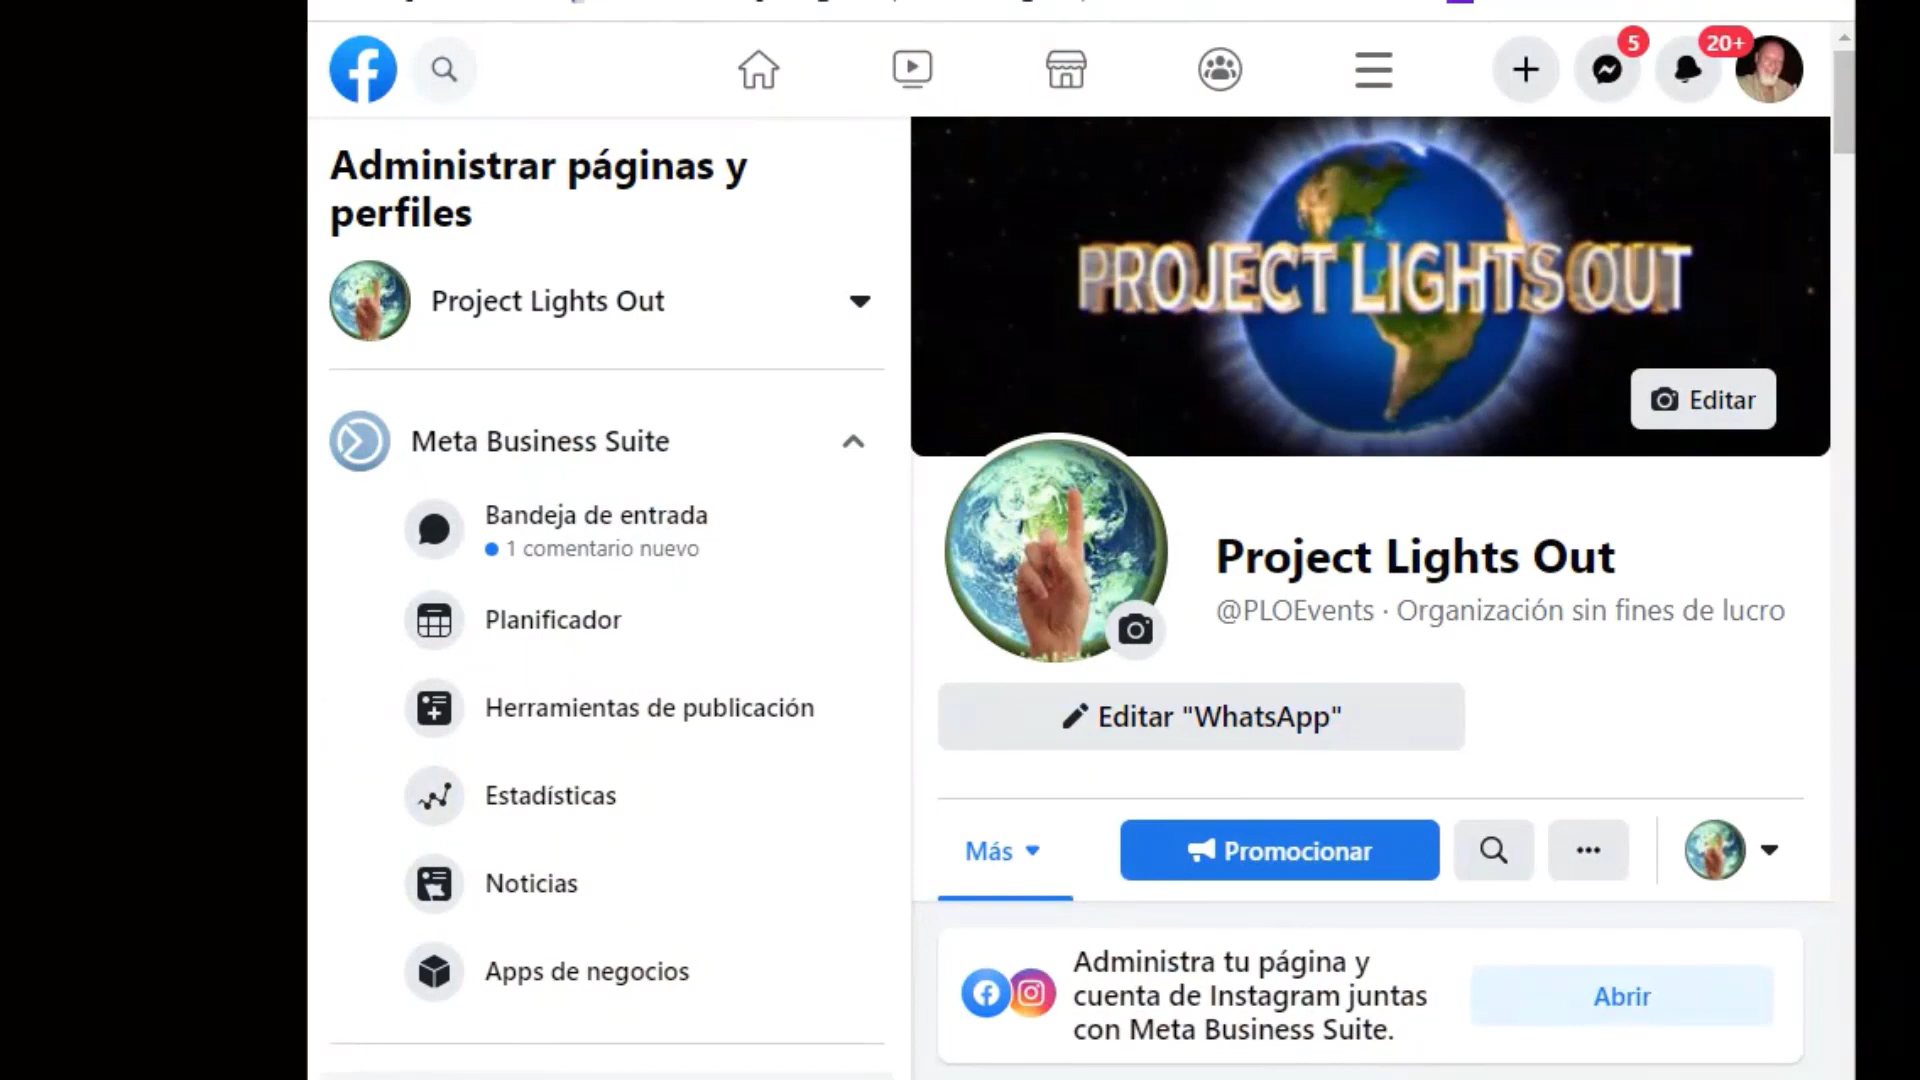 5
20+
Administrar páginas y
perfiles
Project Lights Out
Meta Business Suite
Bandeja de entrada
1 comentario nuevo
Planificador
Herramientas de publicación
Estadísticas
Noticias
Apps de negocios
PROJECT LIGHTS OUT
Editar
Project Lights Out
@PLOEvents · Organización sin fines de lucro
Editar "WhatsApp"
Más
Promocionar
Administra tu página y
cuenta de Instagram juntas
con Meta Business Suite.
Abrir